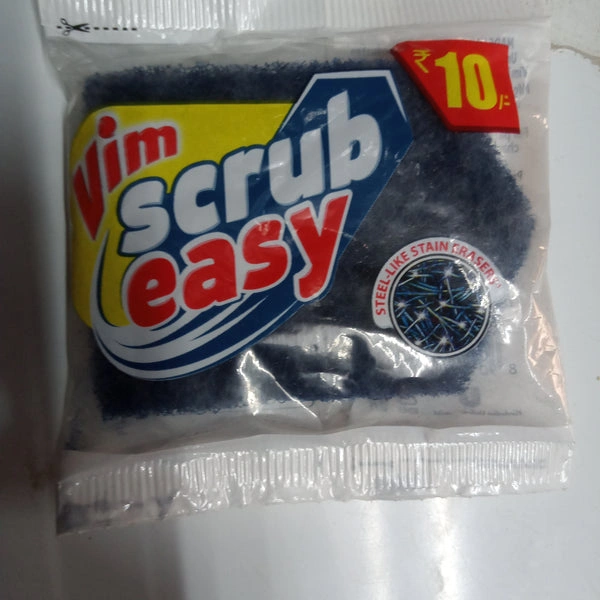 ₹10/-
Vim
scrub
easy
STEEL-LIKE STAIN ERASERS